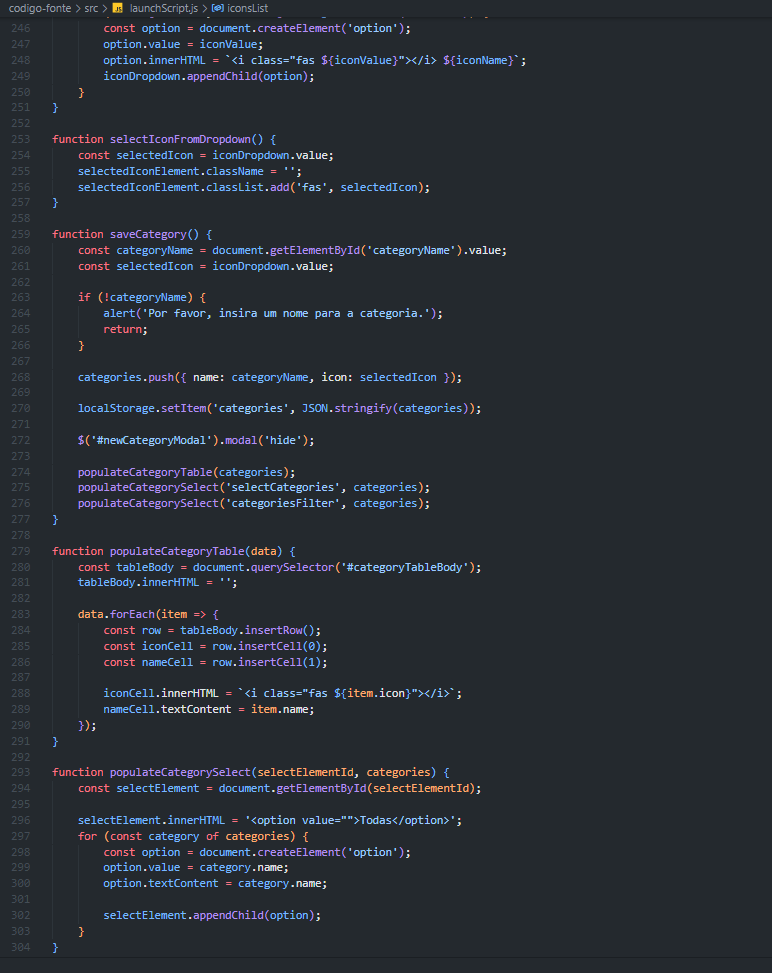 codigo-fonte > src > JS launchScript.js > iconsList
246 const option = document.createElement('option');
247 option.value = iconValue;
248 option.innerHTML = `<i class="fas ${iconValue}"></i> ${iconName}`;
249 iconDropdown.appendChild(option);
250 }
251 }
252
253 function selectIconFromDropdown() {
254 const selectedIcon = iconDropdown.value;
255 selectedIconElement.className = '';
256 selectedIconElement.classList.add('fas', selectedIcon);
257 }
258
259 function saveCategory() {
260 const categoryName = document.getElementById('categoryName').value;
261 const selectedIcon = iconDropdown.value;
262
263 if (!categoryName) {
264 alert('Por favor, insira um nome para a categoria.');
265 return;
266 }
267
268 categories.push({ name: categoryName, icon: selectedIcon });
269
270 localStorage.setItem('categories', JSON.stringify(categories));
271
272 $('#newCategoryModal').modal('hide');
273
274 populateCategoryTable(categories);
275 populateCategorySelect('selectCategories', categories);
276 populateCategorySelect('categoriesFilter', categories);
277 }
278
279 function populateCategoryTable(data) {
280 const tableBody = document.querySelector('#categoryTableBody');
281 tableBody.innerHTML = '';
282
283 data.forEach(item => {
284 const row = tableBody.insertRow();
285 const iconCell = row.insertCell(0);
286 const nameCell = row.insertCell(1);
287
288 iconCell.innerHTML = `<i class="fas ${item.icon}"></i>`;
289 nameCell.textContent = item.name;
290 });
291 }
292
293 function populateCategorySelect(selectElementId, categories) {
294 const selectElement = document.getElementById(selectElementId);
295
296 selectElement.innerHTML = '<option value="">Todas</option>';
297 for (const category of categories) {
298 const option = document.createElement('option');
299 option.value = category.name;
300 option.textContent = category.name;
301
302 selectElement.appendChild(option);
303 }
304 }